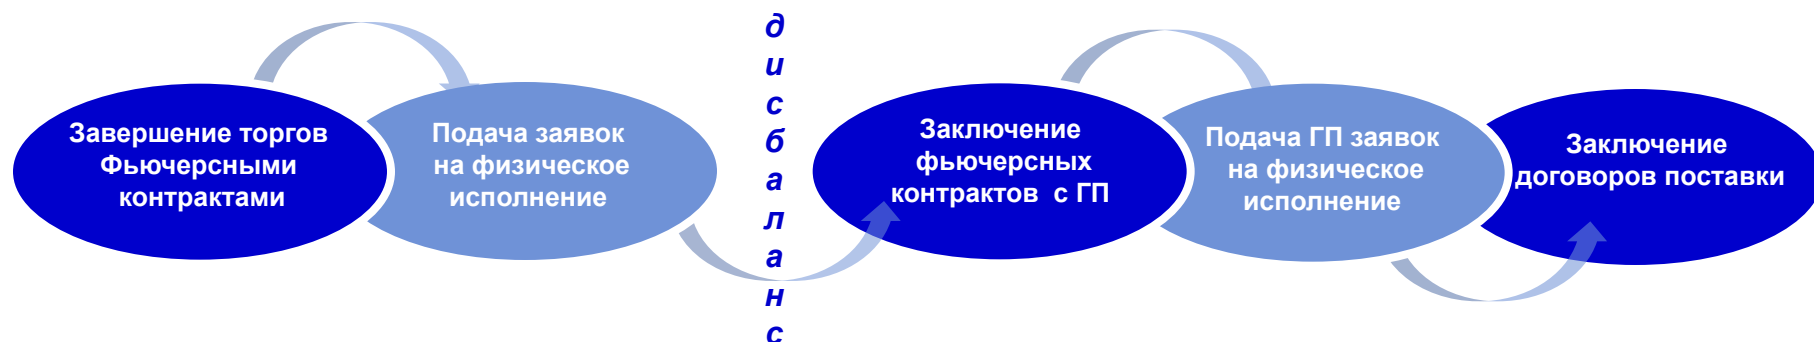 Завершение торгов
Фьючерсными
контрактами
Подача заявок
на физическое
исполнение
дисбаланс
Заключение
фьючерсных
контрактов с ГП
Подача ГП заявок
на физическое
исполнение
Заключение
договоров поставки